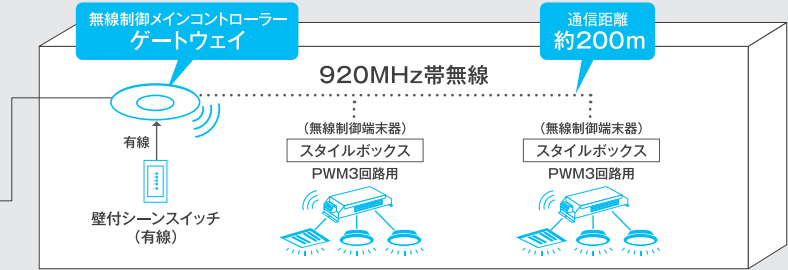 無線制御メインコントローラー
ゲートウェイ
通信距離
約200m
920MHz帯無線
有線
壁付シーンスイッチ
（有線）
（無線制御端末器）
スタイルボックス
PWM3回路用
（無線制御端末器）
スタイルボックス
PWM3回路用